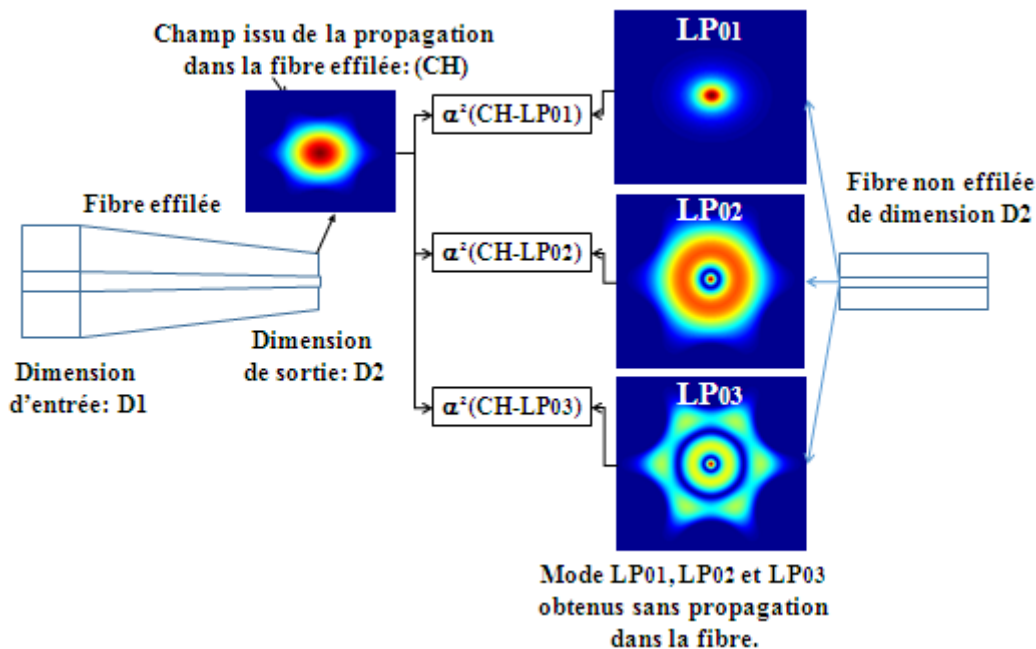 Champ issu de la propagation
dans la fibre effilée: (CH)
LP01
α²(CH-LP01)
Fibre effilée
Fibre non effilée
de dimension D2
LP02
α²(CH-LP02)
Dimension
d'entrée: D1
Dimension
de sortie: D2
LP03
α²(CH-LP03)
Mode LP01, LP02 et LP03
obtenus sans propagation
dans la fibre.